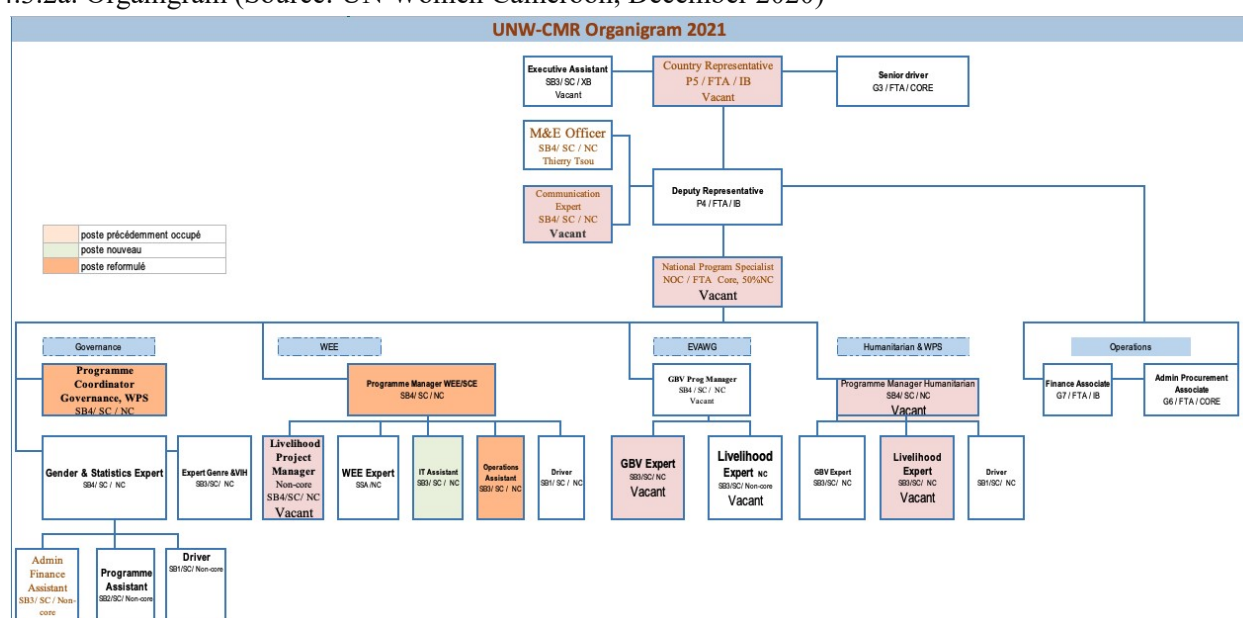 4.3.2a: Organigram (Source: UN Women Cameroon, December 2020)
UNW-CMR Organigram 2021
Executive Assistant
SB3/ SC / XB
Vacant
Country Representative
P5 / FTA / IB
Vacant
Senior driver
G3 / FTA / CORE
M&E Officer
SB4/ SC / NC
Thierry Tsou
Communication
Expert
SB4/ SC / NC
Vacant
Deputy Representative
P4 / FTA / IB
poste précédemment occupé
poste nouveau
poste reformulé
National Program Specialist
NOC / FTA Core, 50%NC
Vacant
Governance
WEE
EVAWG
Humanitarian & WPS
Operations
Programme
Coordinator
Governance, WPS
SB4/ SC / NC
Programme Manager WEE/SCE
SB4/ SC / NC
GBV Prog Manager
SB4 / SC / NC
Vacant
Programme Manager Humanitarian
SB4/ SC / NC
Vacant
Finance Associate
G7 / FTA / IB
Admin Procurement
Associate
G6 / FTA / CORE
Gender & Statistics Expert
SB4/ SC / NC
Expert Genre &VIH
SB3/SC/ NC
Livelihood
Project
Manager
Non-core
SB4/SC/ NC
Vacant
WEE Expert
SSA /NC
IT Assistant
SB3/ SC / NC
Operations
Assistant
SB3/ SC / NC
Driver
SB1/ SC / NC
GBV Expert
SB3/SC/ NC
Vacant
Livelihood
Expert NC
SB3/SC/ Non-core
Vacant
GBV Expert
SB3/SC/ NC
Livelihood
Expert
SB3/SC/ NC
Vacant
Driver
SB1/SC/ NC
Admin
Finance
Assistant
SB3/ SC / Non-
core
Programme
Assistant
SB2/SC/ Non-core
Driver
SB1/SC/ Non-core